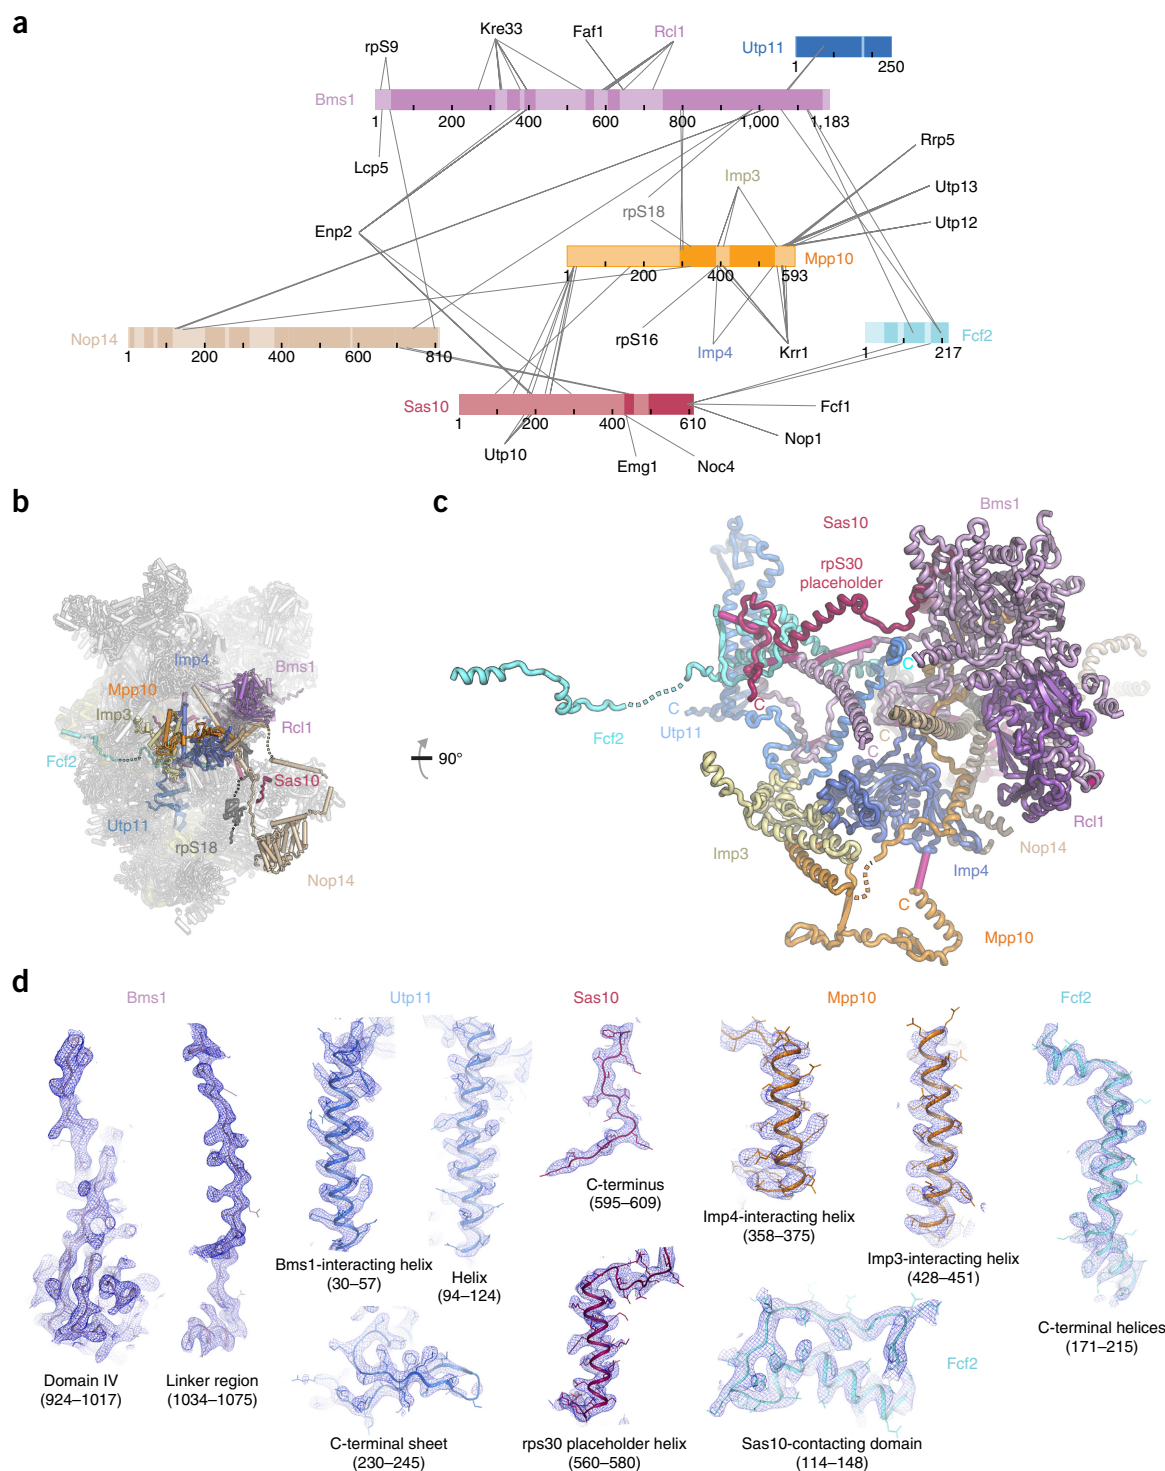 a
Kre33
Faf1
Rcl1
rpS9
Utp11
1
250
Bms1
1
200
400
600
800
1,000
1,183
Lcp5
Rrp5
Imp3
Utp13
rpS18
Utp12
Enp2
Mpp10
1
200
400
593
Nop14
1
200
400
600
810
rpS16
Imp4
Krr1
Fcf2
1
217
Sas10
1
200
400
610
Fcf1
Utp10
Nop1
Emg1
Noc4
b
Imp4
Mpp10
Bms1
Imp3
Rcl1
Fcf2
Sas10
Utp11
rpS18
Nop14
90°
c
Bms1
Sas10
rpS30
placeholder
C
C
C
Fcf2
Utp11
C
C
Rcl1
Imp3
Nop14
Imp4
C
Mpp10
d
Bms1
Utp11
Sas10
Mpp10
Fcf2
C-terminus
(595–609)
Imp4-interacting helix
(358–375)
Bms1-interacting helix
(30–57)
Helix
(94–124)
Imp3-interacting helix
(428–451)
C-terminal helices
(171–215)
Domain IV
(924–1017)
Linker region
(1034–1075)
Fcf2
C-terminal sheet
(230–245)
rps30 placeholder helix
(560–580)
Sas10-contacting domain
(114–148)